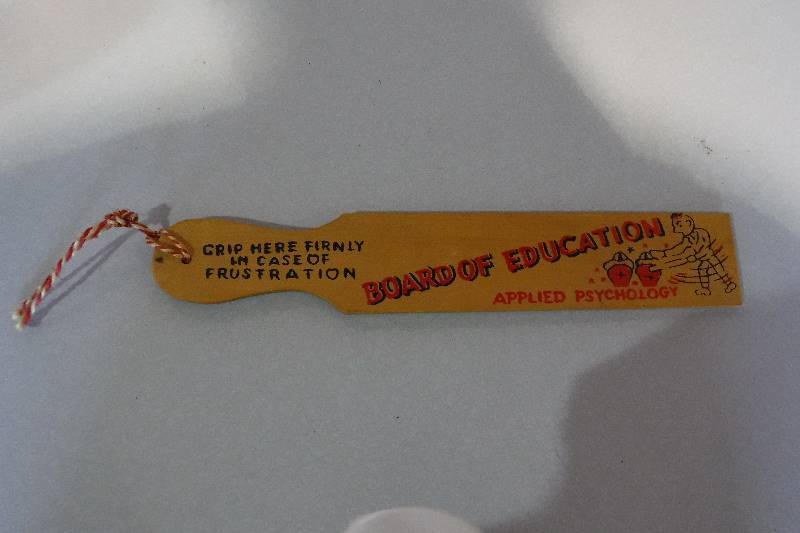 GRIP HERE FIRMLY
IN CASE OF
FRUSTRATION
BOARD OF EDUCATION
APPLIED PSYCHOLOGY